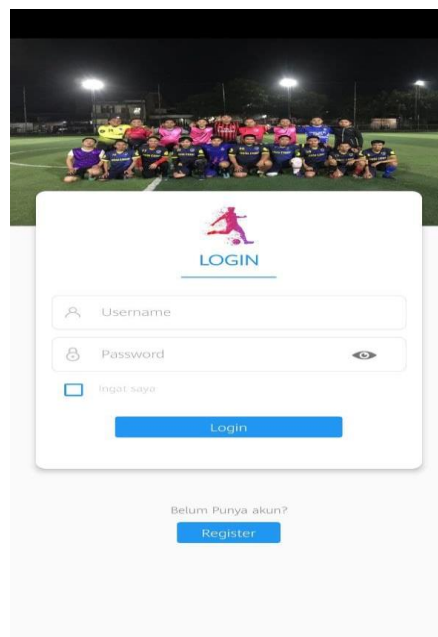 LOGIN
Username
Password
Ingat saya
Login
Belum Punya akun?
Register